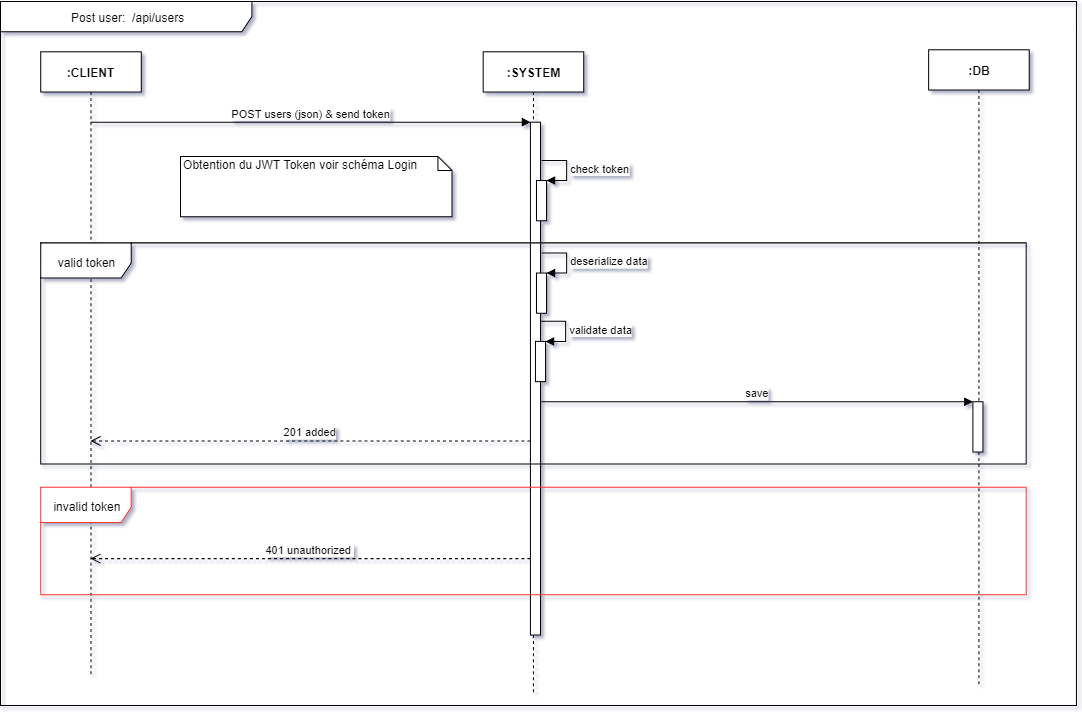 Post user: /api/users
:CLIENT
:SYSTEM
:DB
POST users (json) & send token
Obtention du JWT Token voir schéma Login
check token
valid token
deserialize data
validate data
save
201 added
invalid token
401 unauthorized